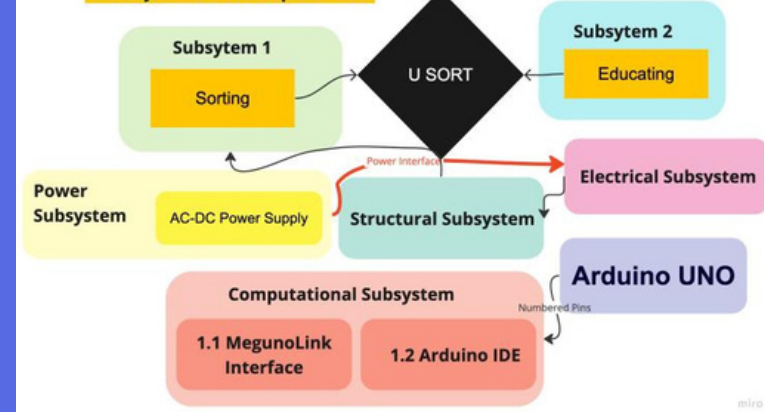 Subsytem 1
Sorting
U SORT
Subsytem 2
Educating
Power Interface
Electrical Subsystem
Power
Subsystem
AC-DC Power Supply
Structural Subsystem
Arduino UNO
Numbered Pins
Computational Subsystem
1.1 MegunoLink
Interface
1.2 Arduino IDE
miro